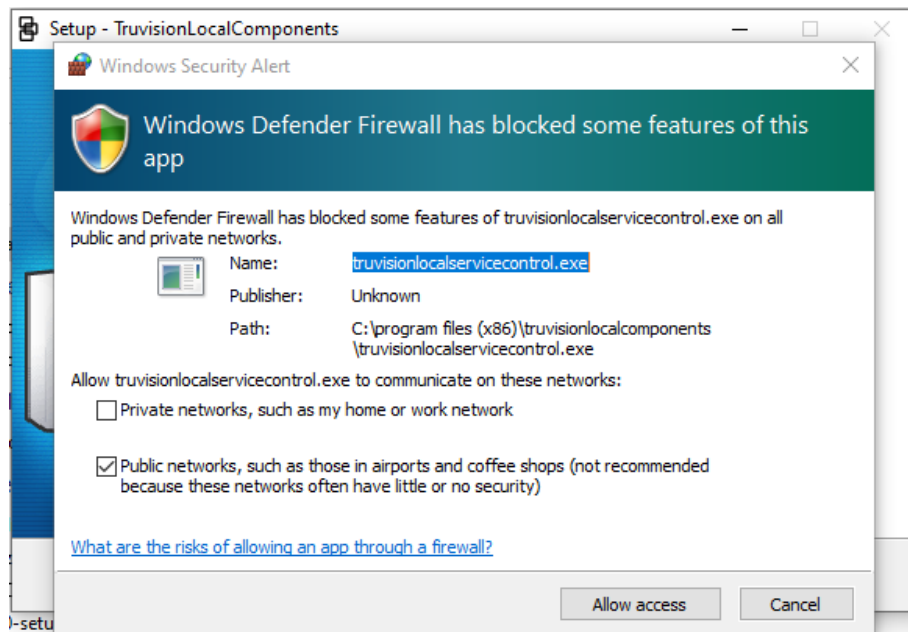 Setup - TruvisionLocalComponents
Windows Security Alert
Windows Defender Firewall has blocked some features of this
app
Windows Defender Firewall has blocked some features of truvisionlocalservicecontrol.exe on all
public and private networks.
Name: truvisionlocalservicecontrol.exe
Publisher: Unknown
Path: C:\program files (x86)\truvisionlocalcomponents
\truvisionlocalservicecontrol.exe
Allow truvisionlocalservicecontrol.exe to communicate on these networks:
Private networks, such as my home or work network
Public networks, such as those in airports and coffee shops (not recommended
because these networks often have little or no security)
What are the risks of allowing an app through a firewall?
Allow access Cancel
-setu